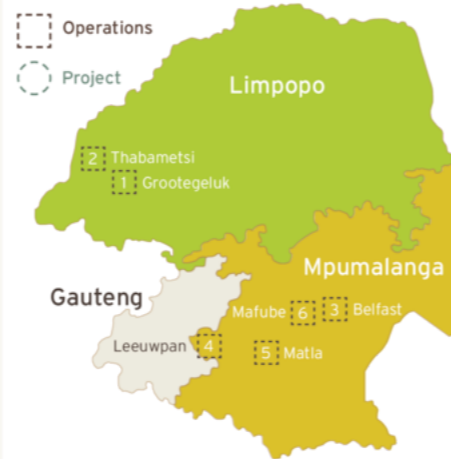 Operations
Project
Limpopo
2 Thabametsi
1 Grootegeluk
Mpumalanga
Gauteng
Mafube 6 3 Belfast
Leeuwpan 4
5 Matla